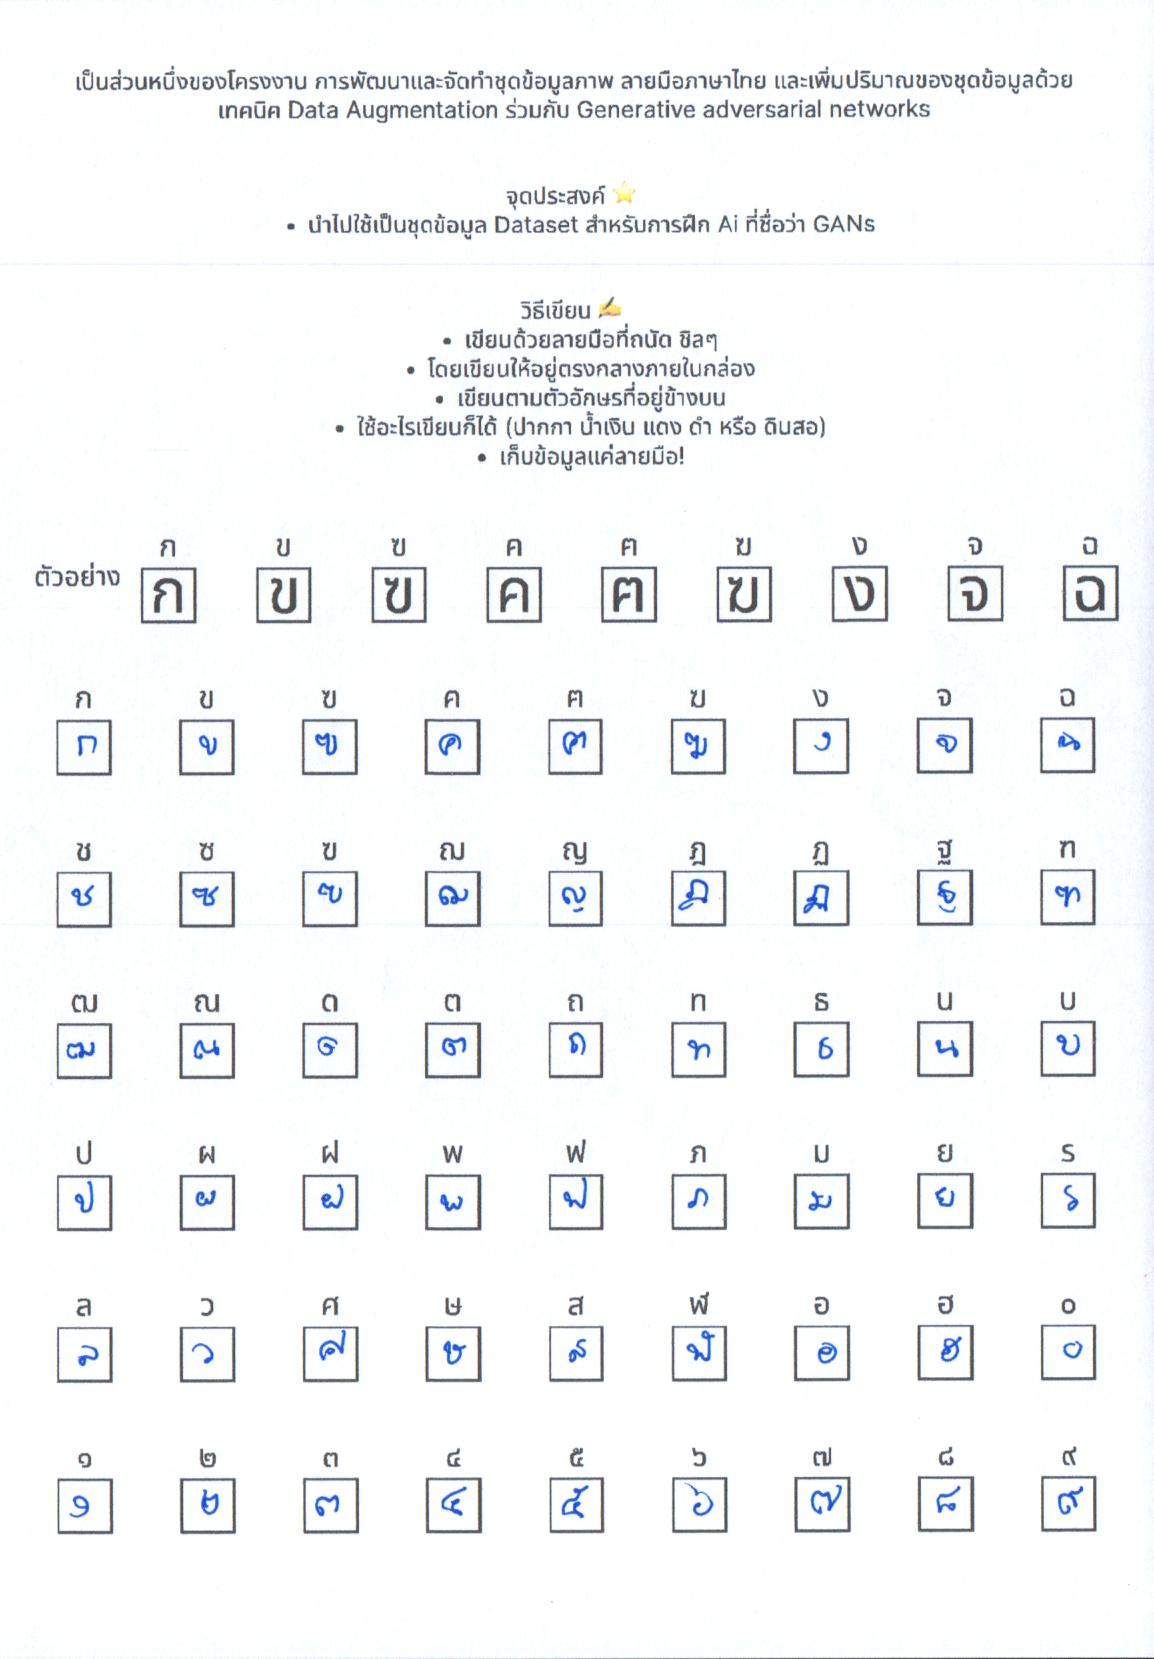 เป็นส่วนหนึ่งของโครงงาน การพัฒนาและจัดทำชุดข้อมูลภาพ ลายมือภาษาไทย และเพิ่มปริมาณของชุดข้อมูลด้วย
เทคนิค Data Augmentation ร่วมกับ Generative adversarial networks
จุดประสงค์ ⭐
• นำไปใช้เป็นชุดข้อมูล Dataset สำหรับการฝึก Ai ที่ชื่อว่า GANs
วิธีเขียน ✍
• เขียนด้วยลายมือที่ถนัด ชิลๆ
• โดยเขียนให้อยู่ตรงกลางภายในกล่อง
• เขียนตามตัวอักษรที่อยู่ข้างบน
• ใช้อะไรเขียนก็ได้ (ปากกา น้ำเงิน แดง ดำ หรือ ดินสอ)
• เก็บข้อมูลแค่ลายมือ!
ก ข ฃ ค ฅ ฆ ง จ ฉ
ตัวอย่าง ก ข ฃ ค ฅ ฆ ง จ ฉ
ก ข ฃ ค ฅ ฆ ง จ ฉ
ก ข ฃ ค ฅ ฆ ง จ ฉ
ช ซ ฃ ฌ ญ ฎ ฏ ฐ ฑ
ช ซ ฃ ฌ ญ ฎ ฏ ฐ ฑ
ฒ ณ ด ต ถ ท ธ น บ
ฒ ณ ด ต ถ ท ธ น บ
ป ผ ฝ พ ฟ ภ ม ย ร
ป ผ ฝ พ ฟ ภ ม ย ร
ล ว ศ ษ ส ฬ อ ฮ ๐
ล ว ศ ษ ส ฬ อ ฮ ๐
๑ ๒ ๓ ๔ ๕ ๖ ๗ ๘ ๙
๑ ๒ ๓ ๔ ๕ ๖ ๗ ๘ ๙